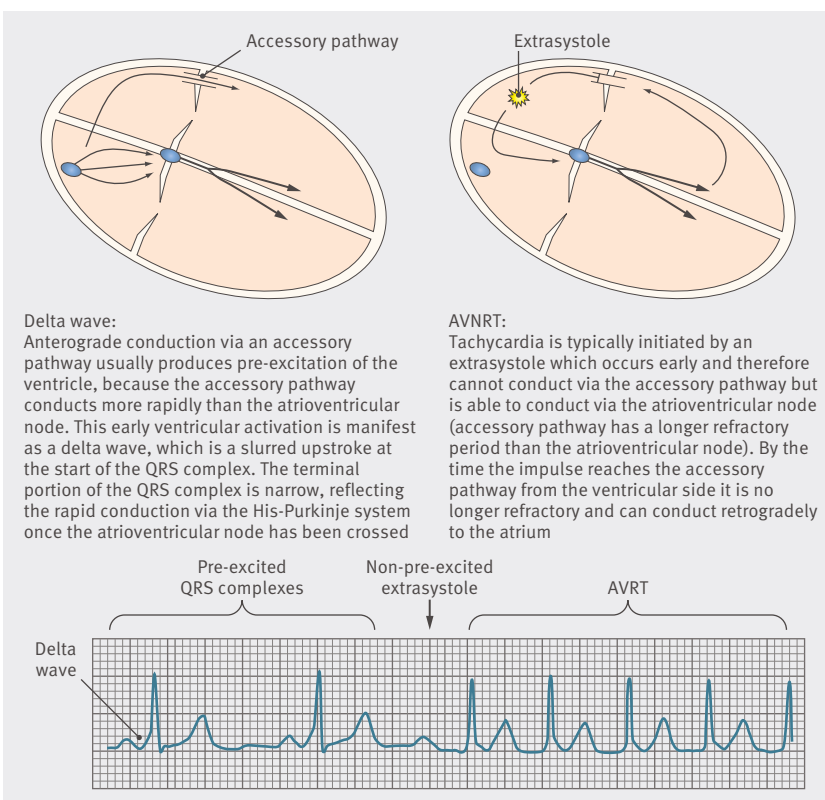 Accessory pathway
Extrasystole
Delta wave:
Anterograde conduction via an accessory
pathway usually produces pre-excitation of the
ventricle, because the accessory pathway
conducts more rapidly than the atrioventricular
node. This early ventricular activation is manifest
as a delta wave, which is a slurred upstroke at
the start of the QRS complex. The terminal
portion of the QRS complex is narrow, reflecting
the rapid conduction via the His-Purkinje system
once the atrioventricular node has been crossed
AVNRT:
Tachycardia is typically initiated by an
extrasystole which occurs early and therefore
cannot conduct via the accessory pathway but
is able to conduct via the atrioventricular node
(accessory pathway has a longer refractory
period than the atrioventricular node). By the
time the impulse reaches the accessory
pathway from the ventricular side it is no
longer refractory and can conduct retrogradely
to the atrium
Pre-excited
QRS complexes
Non-pre-excited
extrasystole
AVRT
Delta
wave